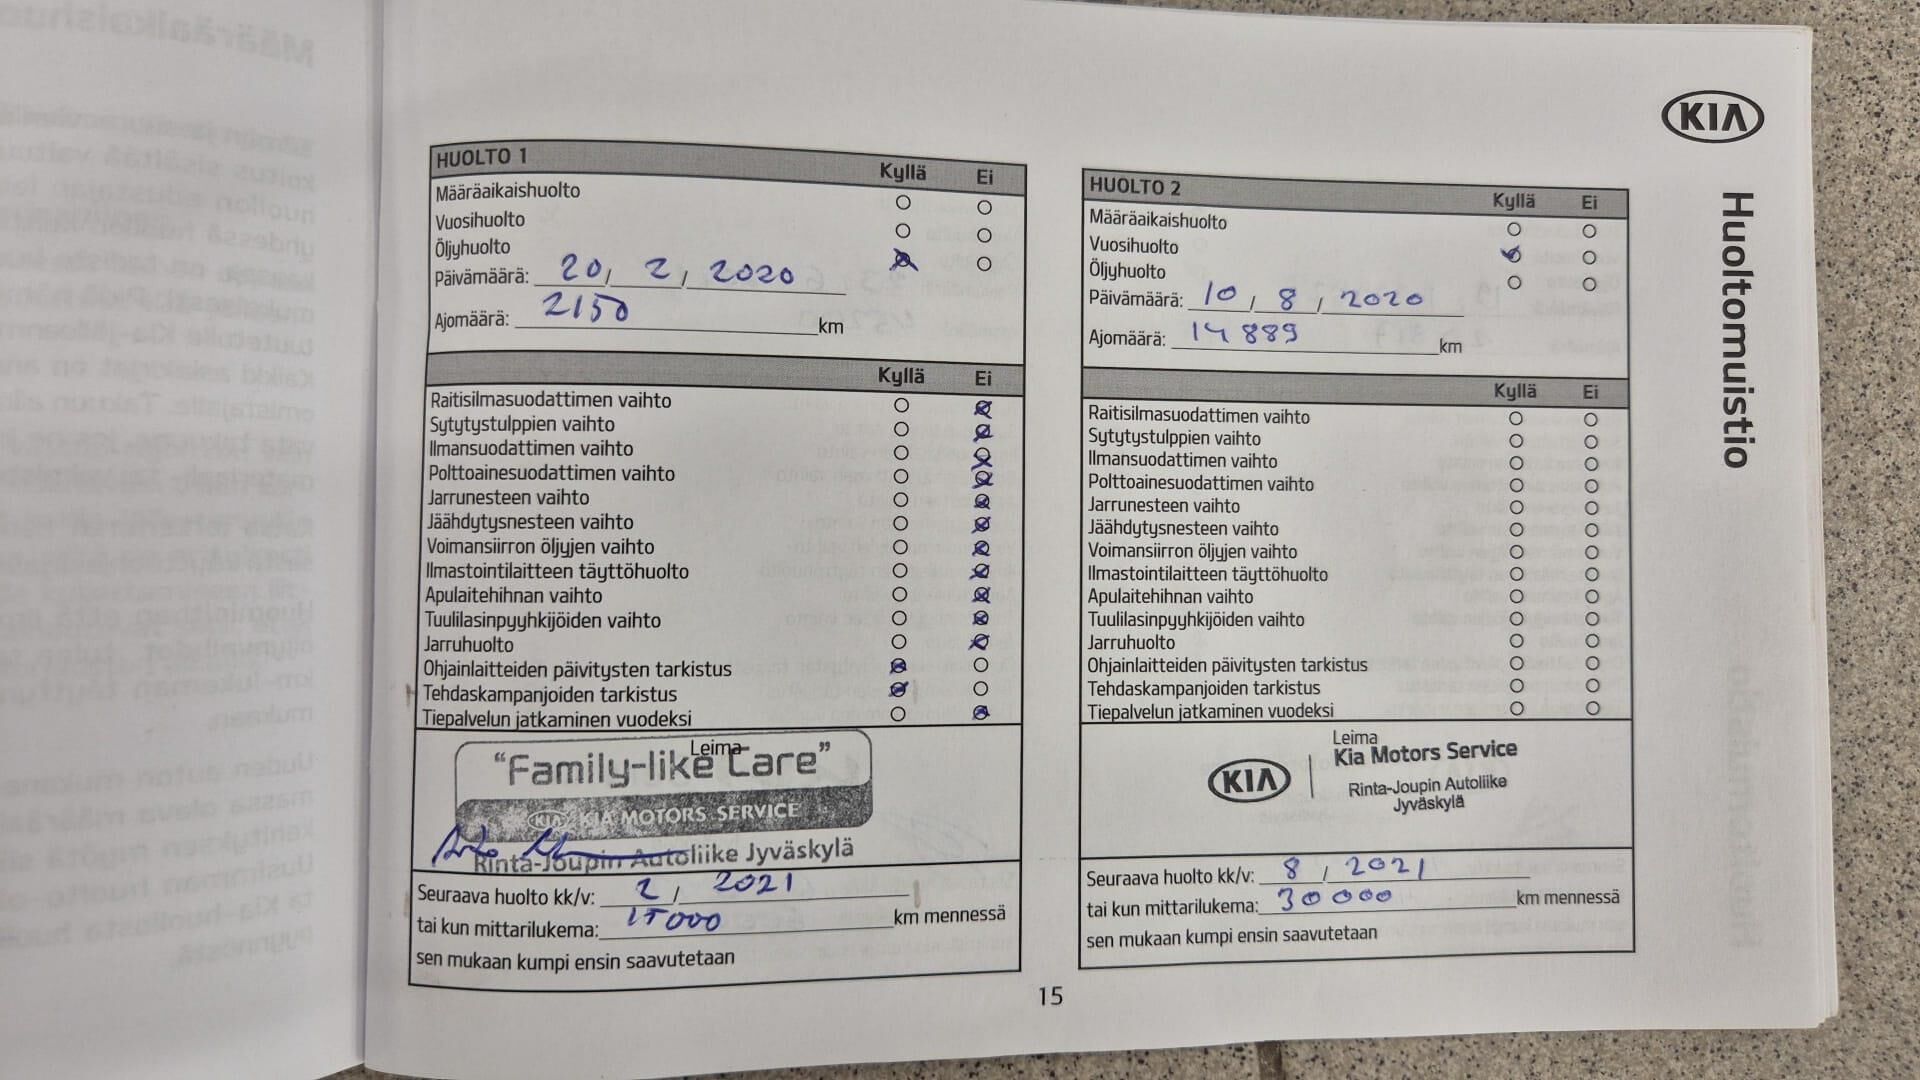 KIA
Huoltomuistio
HUOLTO 1 Kyllä Ei
Määräaikaishuolto
Vuosihuolto
Öljyhuolto
Päivämäärä: 20 / 2 / 2020
Ajomäärä: 2150 km
Kyllä Ei
Raitisilmasuodattimen vaihto
Sytytystulppien vaihto
Ilmansuodattimen vaihto
Polttoainesuodattimen vaihto
Jarrunesteen vaihto
Jäähdytysnesteen vaihto
Voimansiirron öljyjen vaihto
Ilmastointilaitteen täyttöhuolto
Apulaitehihnan vaihto
Tuulilasinpyyhkijöiden vaihto
Jarruhuolto
Ohjainlaitteiden päivitysten tarkistus
Tehdaskampanjoiden tarkistus
Tiepalvelun jatkaminen vuodeksi
Leima
"Family-like Care"
KIA KIA MOTORS SERVICE
Rinta-Joupin Autoliike Jyväskylä
Seuraava huolto kk/v: 2 / 2021
tai kun mittarilukema: 15000 km mennessä
sen mukaan kumpi ensin saavutetaan
HUOLTO 2 Kyllä Ei
Määräaikaishuolto
Vuosihuolto
Öljyhuolto
Päivämäärä: 10 / 8 / 2020
Ajomäärä: 14889 km
Kyllä Ei
Raitisilmasuodattimen vaihto
Sytytystulppien vaihto
Ilmansuodattimen vaihto
Polttoainesuodattimen vaihto
Jarrunesteen vaihto
Jäähdytysnesteen vaihto
Voimansiirron öljyjen vaihto
Ilmastointilaitteen täyttöhuolto
Apulaitehihnan vaihto
Tuulilasinpyyhkijöiden vaihto
Jarruhuolto
Ohjainlaitteiden päivitysten tarkistus
Tehdaskampanjoiden tarkistus
Tiepalvelun jatkaminen vuodeksi
Leima
KIA Kia Motors Service
Rinta-Joupin Autoliike
Jyväskylä
Seuraava huolto kk/v: 8 / 2021
tai kun mittarilukema: 30000 km mennessä
sen mukaan kumpi ensin saavutetaan
15